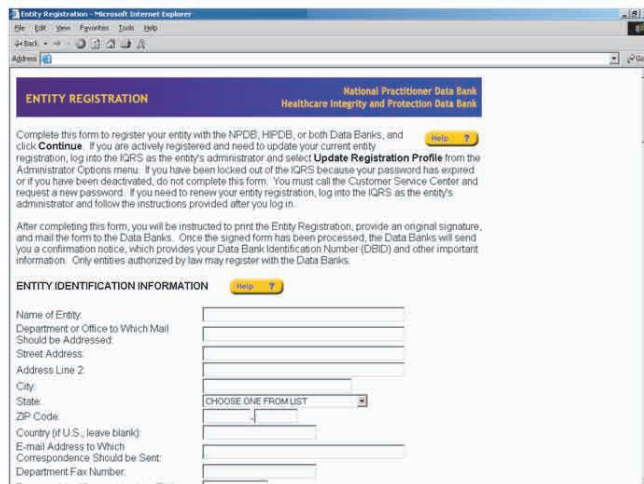 Entity Registration - Microsoft Internet Explorer
File Edit View Favorites Tools Help
Back
Address
ENTITY REGISTRATION
National Practitioner Data Bank
Healthcare Integrity and Protection Data Bank
Complete this form to register your entity with the NPDB, HIPDB, or both Data Banks, and
Help ?
click Continue. If you are actively registered and need to update your current entity
registration, log into the IQRS as the entity's administrator and select Update Registration Profile from the
Administrator Options menu. If you have been locked out of the IQRS because your password has expired
or if you have been deactivated, do not complete this form. You must call the Customer Service Center and
request a new password. If you need to renew your entity registration, log into the IQRS as the entity's
administrator and follow the instructions provided after you log in.
After completing this form, you will be instructed to print the Entity Registration, provide an original signature,
and mail the form to the Data Banks. Once the signed form has been processed, the Data Banks will send
you a confirmation notice, which provides your Data Bank Identification Number (DBID) and other important
information. Only entities authorized by law may register with the Data Banks.
ENTITY IDENTIFICATION INFORMATION Help ?
Name of Entity:
Department or Office to Which Mail
Should be Addressed:
Street Address:
Address Line 2:
City:
State: CHOOSE ONE FROM LIST
ZIP Code: -
Country (if U.S., leave blank):
E-mail Address to Which
Correspondence Should be Sent:
Department Fax Number: